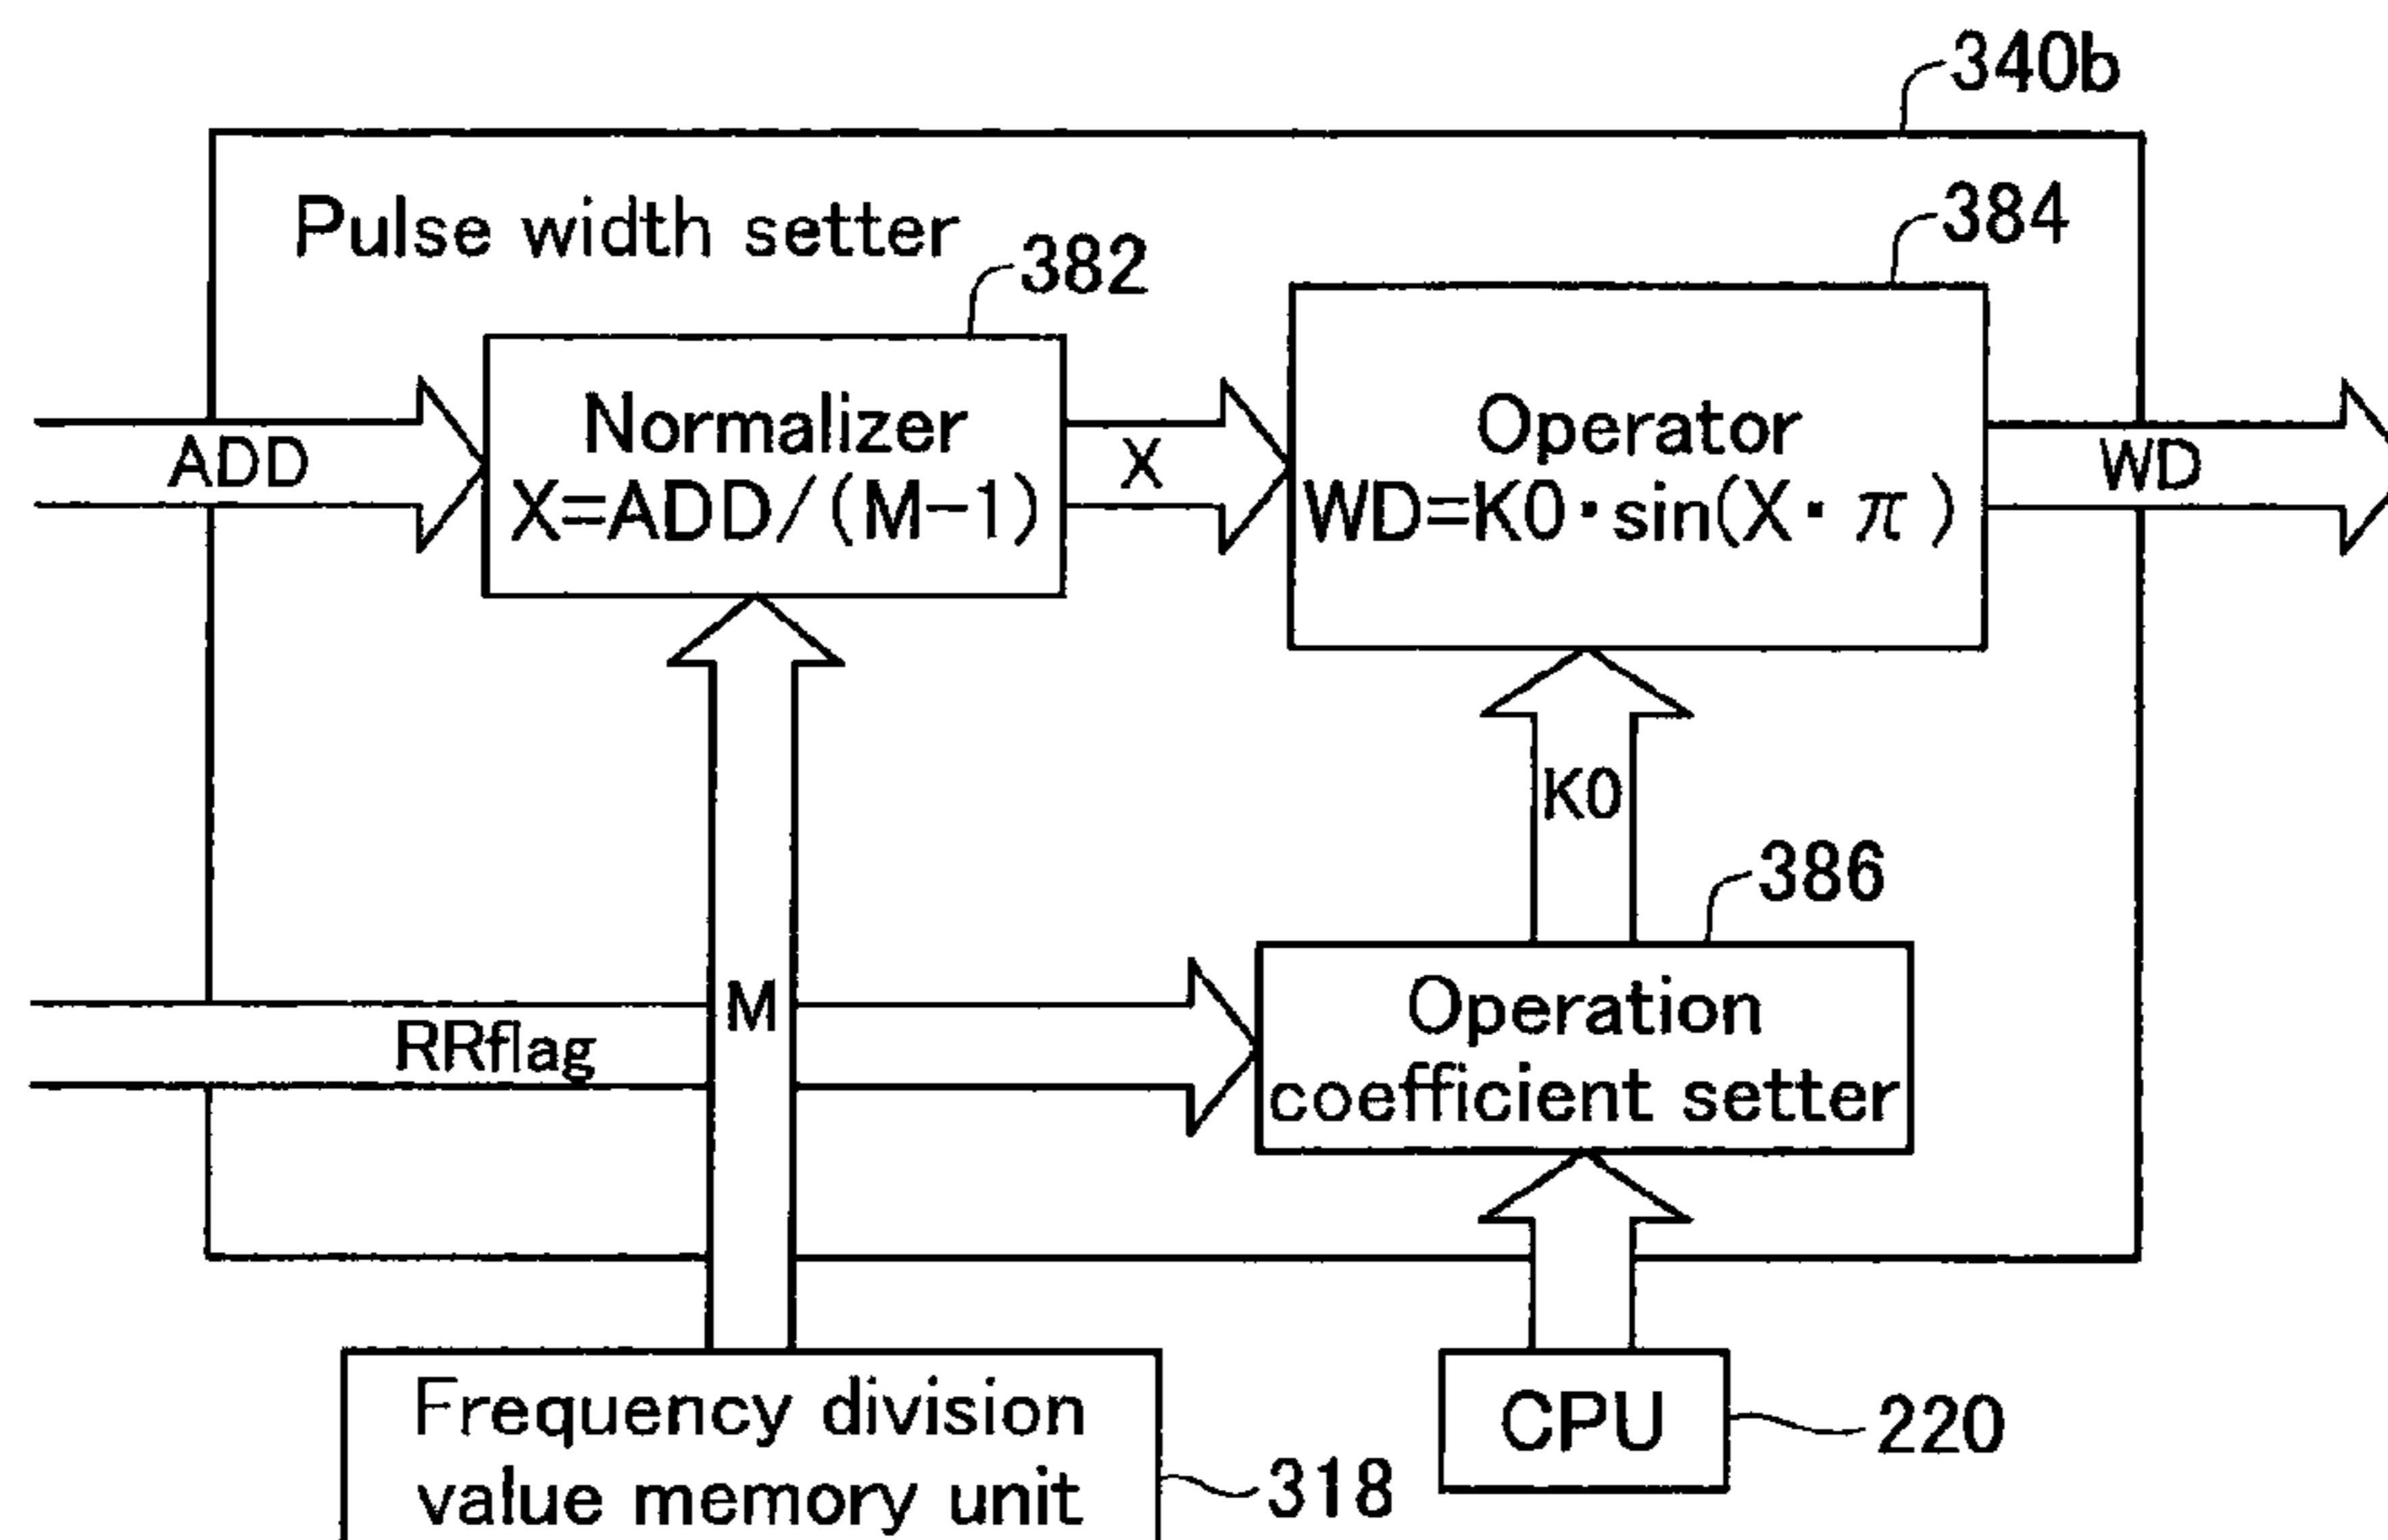 340b
Pulse width setter
384
382
Normalizer
X=ADD/(M-1)
Operator
WD=K0・sin(X・π)
ADD
X
WD
K0
386
M
RRflag
Operation
coefficient setter
Frequency division
value memory unit
318
CPU
220